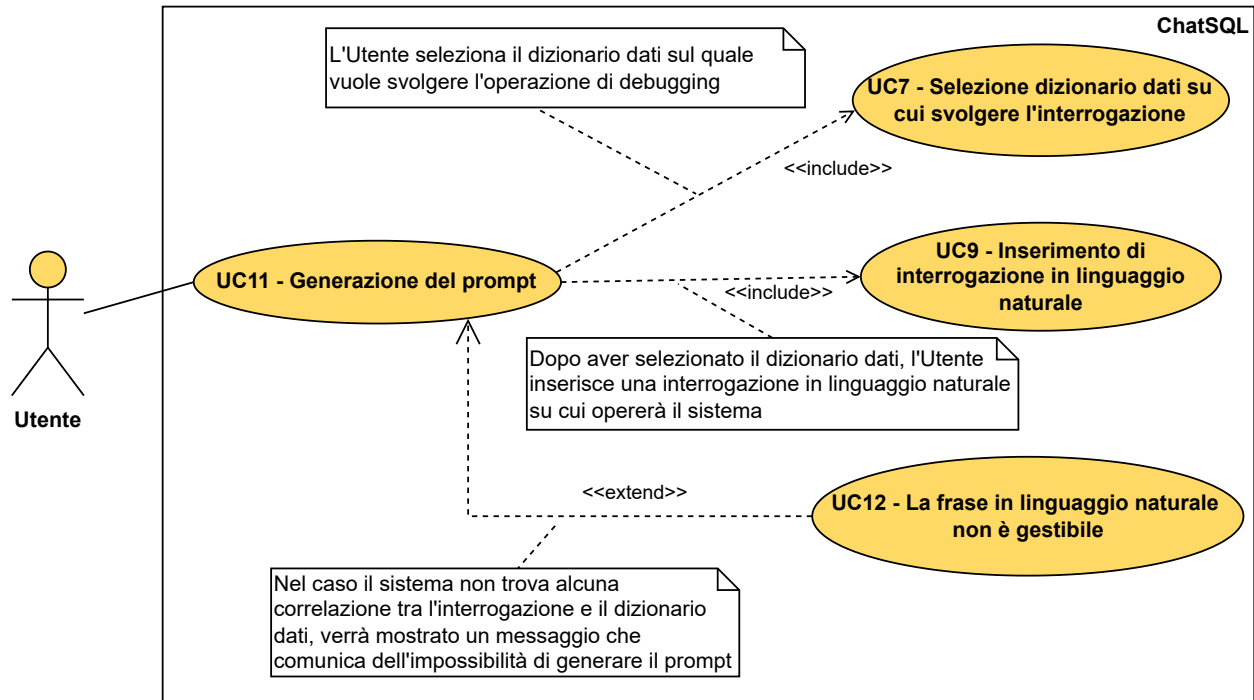 ChatSQL
L'Utente seleziona il dizionario dati sul quale
vuole svolgere l'operazione di debugging
UC7 - Selezione dizionario dati su
cui svolgere l'interrogazione
<<include>>
UC11 - Generazione del prompt
UC9 - Inserimento di
interrogazione in linguaggio
naturale
<<include>>
Dopo aver selezionato il dizionario dati, l'Utente
inserisce una interrogazione in linguaggio naturale
su cui opererà il sistema
Utente
<<extend>>
UC12 - La frase in linguaggio naturale
non è gestibile
Nel caso il sistema non trova alcuna
correlazione tra l'interrogazione e il dizionario
dati, verrà mostrato un messaggio che
comunica dell'impossibilità di generare il prompt